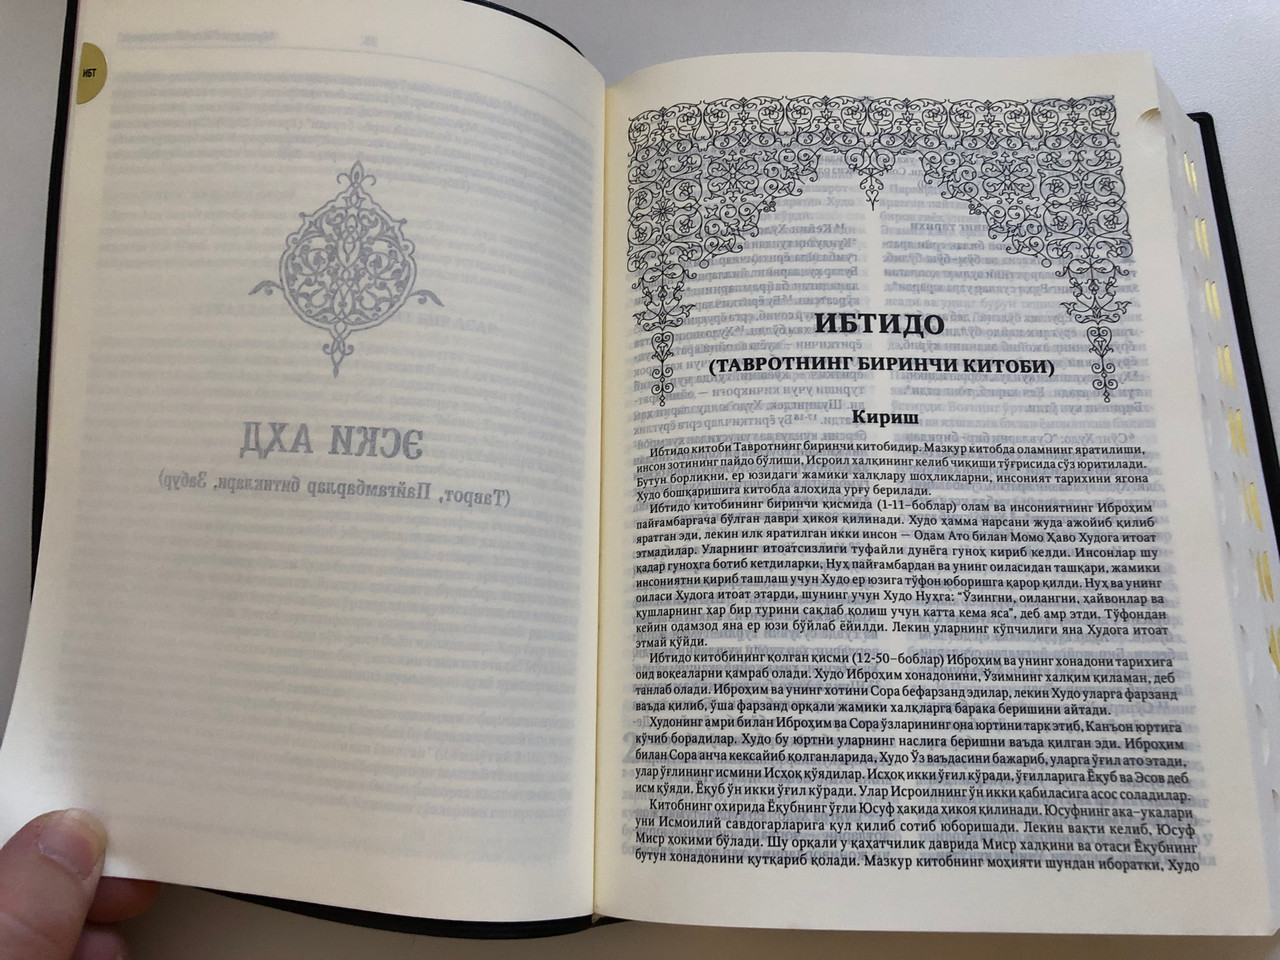 ИБТ
ЭСКИ АҲД
(Таврот, Пайғамбарлар битиклари, Забур)
ИБТИДО
(ТАВРОТНИНГ БИРИНЧИ КИТОБИ)
Кириш
Ибтидо китоби Тавротнинг биринчи китобидир. Мазкур китобда оламнинг яратилиши,
инсон зотининг пайдо бўлиши, Исроил халқининг келиб чиқиши тўғрисида сўз юритилади.
Бутун борлиқни, ер юзидаги жамики халқлару шоҳликларни, инсоният тарихини ягона
Худо бошқаришига китобда алоҳида урғу берилади.
Ибтидо китобининг биринчи қисмида (1-11–боблар) олам ва инсониятнинг Иброҳим
пайғамбаргача бўлган даври ҳикоя қилинади. Худо ҳамма нарсани жуда ажойиб қилиб
яратган эди, лекин илк яратилган икки инсон — Одам Ато билан Момо Ҳаво Худога итоат
этмадилар. Уларнинг итоатсизлиги туфайли дунёга гуноҳ кириб келди. Инсонлар шу
қадар гуноҳга ботиб кетдиларки, Нуҳ пайғамбардан ва унинг оиласидан ташқари, жамики
инсониятни қириб ташлаш учун Худо ер юзига тўфон юборишга қарор қилди. Нуҳ ва унинг
оиласи Худога итоат этарди, шунинг учун Худо Нуҳга: “Ўзингни, оилангни, ҳайвонлар ва
қушларнинг ҳар бир турини сақлаб қолиш учун катта кема яса”, деб амр этди. Тўфондан
кейин одамзод яна ер юзи бўйлаб ёйилди. Лекин уларнинг кўпчилиги яна Худога итоат
этмай қўйди.
Ибтидо китобининг қолган қисми (12-50–боблар) Иброҳим ва унинг хонадони тарихига
оид воқеаларни қамраб олади. Худо Иброҳим хонадонини, Ўзимнинг халқим қиламан, деб
танлаб олади. Иброҳим ва унинг хотини Сора бефарзанд эдилар, лекин Худо уларга фарзанд
ваъда қилиб, ўша фарзанд орқали жамики халқларга барака беришини айтади.
Худонинг амри билан Иброҳим ва Сора ўзларининг она юртини тарк этиб, Канъон юртига
кўчиб борадилар. Худо бу юртни уларнинг наслига беришни ваъда қилган эди. Иброҳим
билан Сора анча кексайиб қолганларида, Худо Ўз ваъдасини бажариб, уларга ўғил ато этади,
улар ўғлининг исмини Исҳоқ қўядилар. Исҳоқ икки ўғил кўради, ўғилларига Ёқуб ва Эсов деб
исм қўяди. Ёқуб ўн икки ўғил кўради. Улар Исроилнинг ўн икки қабиласига асос соладилар.
Китобнинг охирида Ёқубнинг ўғли Юсуф ҳақида ҳикоя қилинади. Юсуфнинг ака–укалари
уни Исмоилий савдогарларига қул қилиб сотиб юборишади. Лекин вақти келиб, Юсуф
Миср ҳокими бўлади. Шу орқали у қаҳатчилик даврида Миср халқини ва отаси Ёқубнинг
бутун хонадонини қутқариб қолади. Мазкур китобнинг моҳияти шундан иборатки, Худо